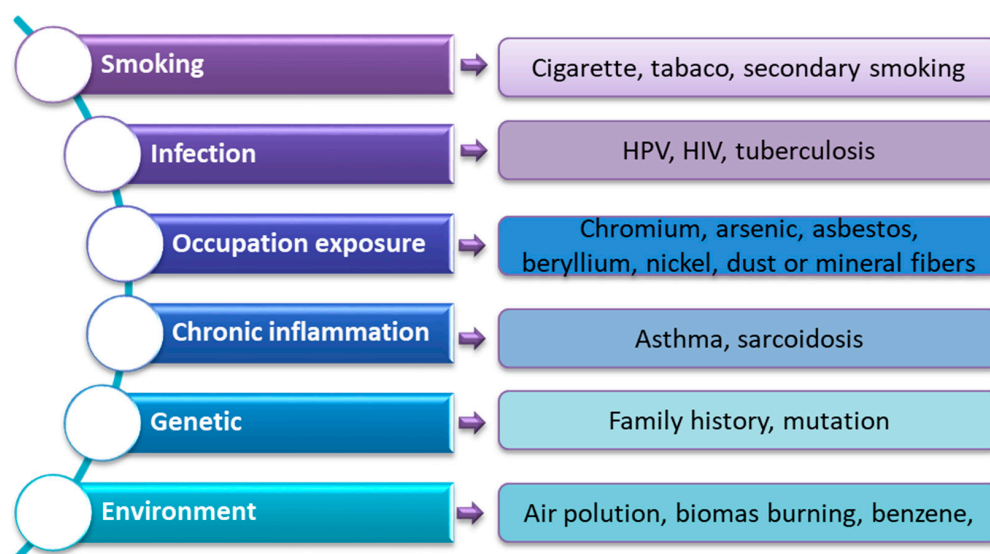 Smoking
Cigarette, tabaco, secondary smoking
Infection
HPV, HIV, tuberculosis
Occupation exposure
Chromium, arsenic, asbestos,
beryllium, nickel, dust or mineral fibers
Chronic inflammation
Asthma, sarcoidosis
Genetic
Family history, mutation
Environment
Air polution, biomas burning, benzene,